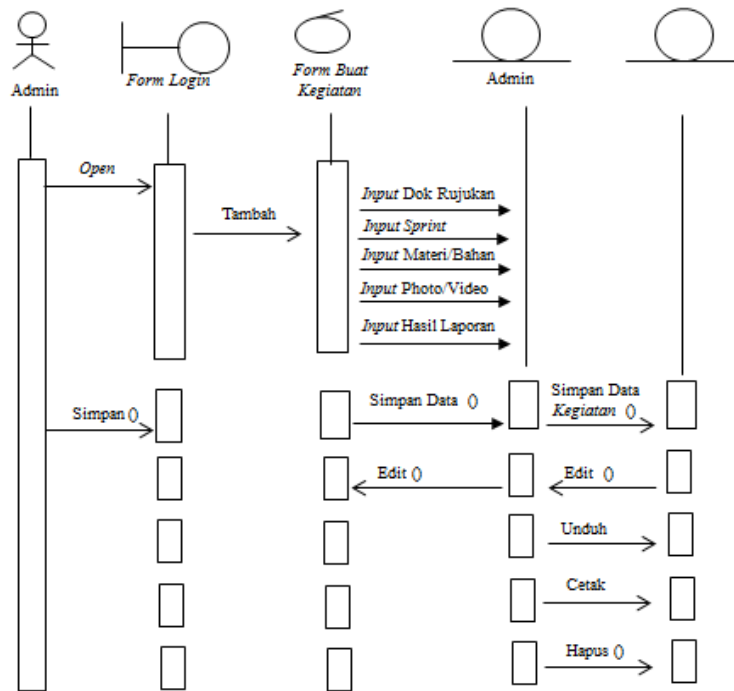 Admin
Form Login
Form Buat
Kegiatan
Admin
Open
Tambah
Input Dok Rujukan
Input Sprint
Input Materi/Bahan
Input Photo/Video
Input Hasil Laporan
Simpan ()
Simpan Data ()
Simpan Data
Kegiatan ()
Edit ()
Edit ()
Unduh
Cetak
Hapus ()